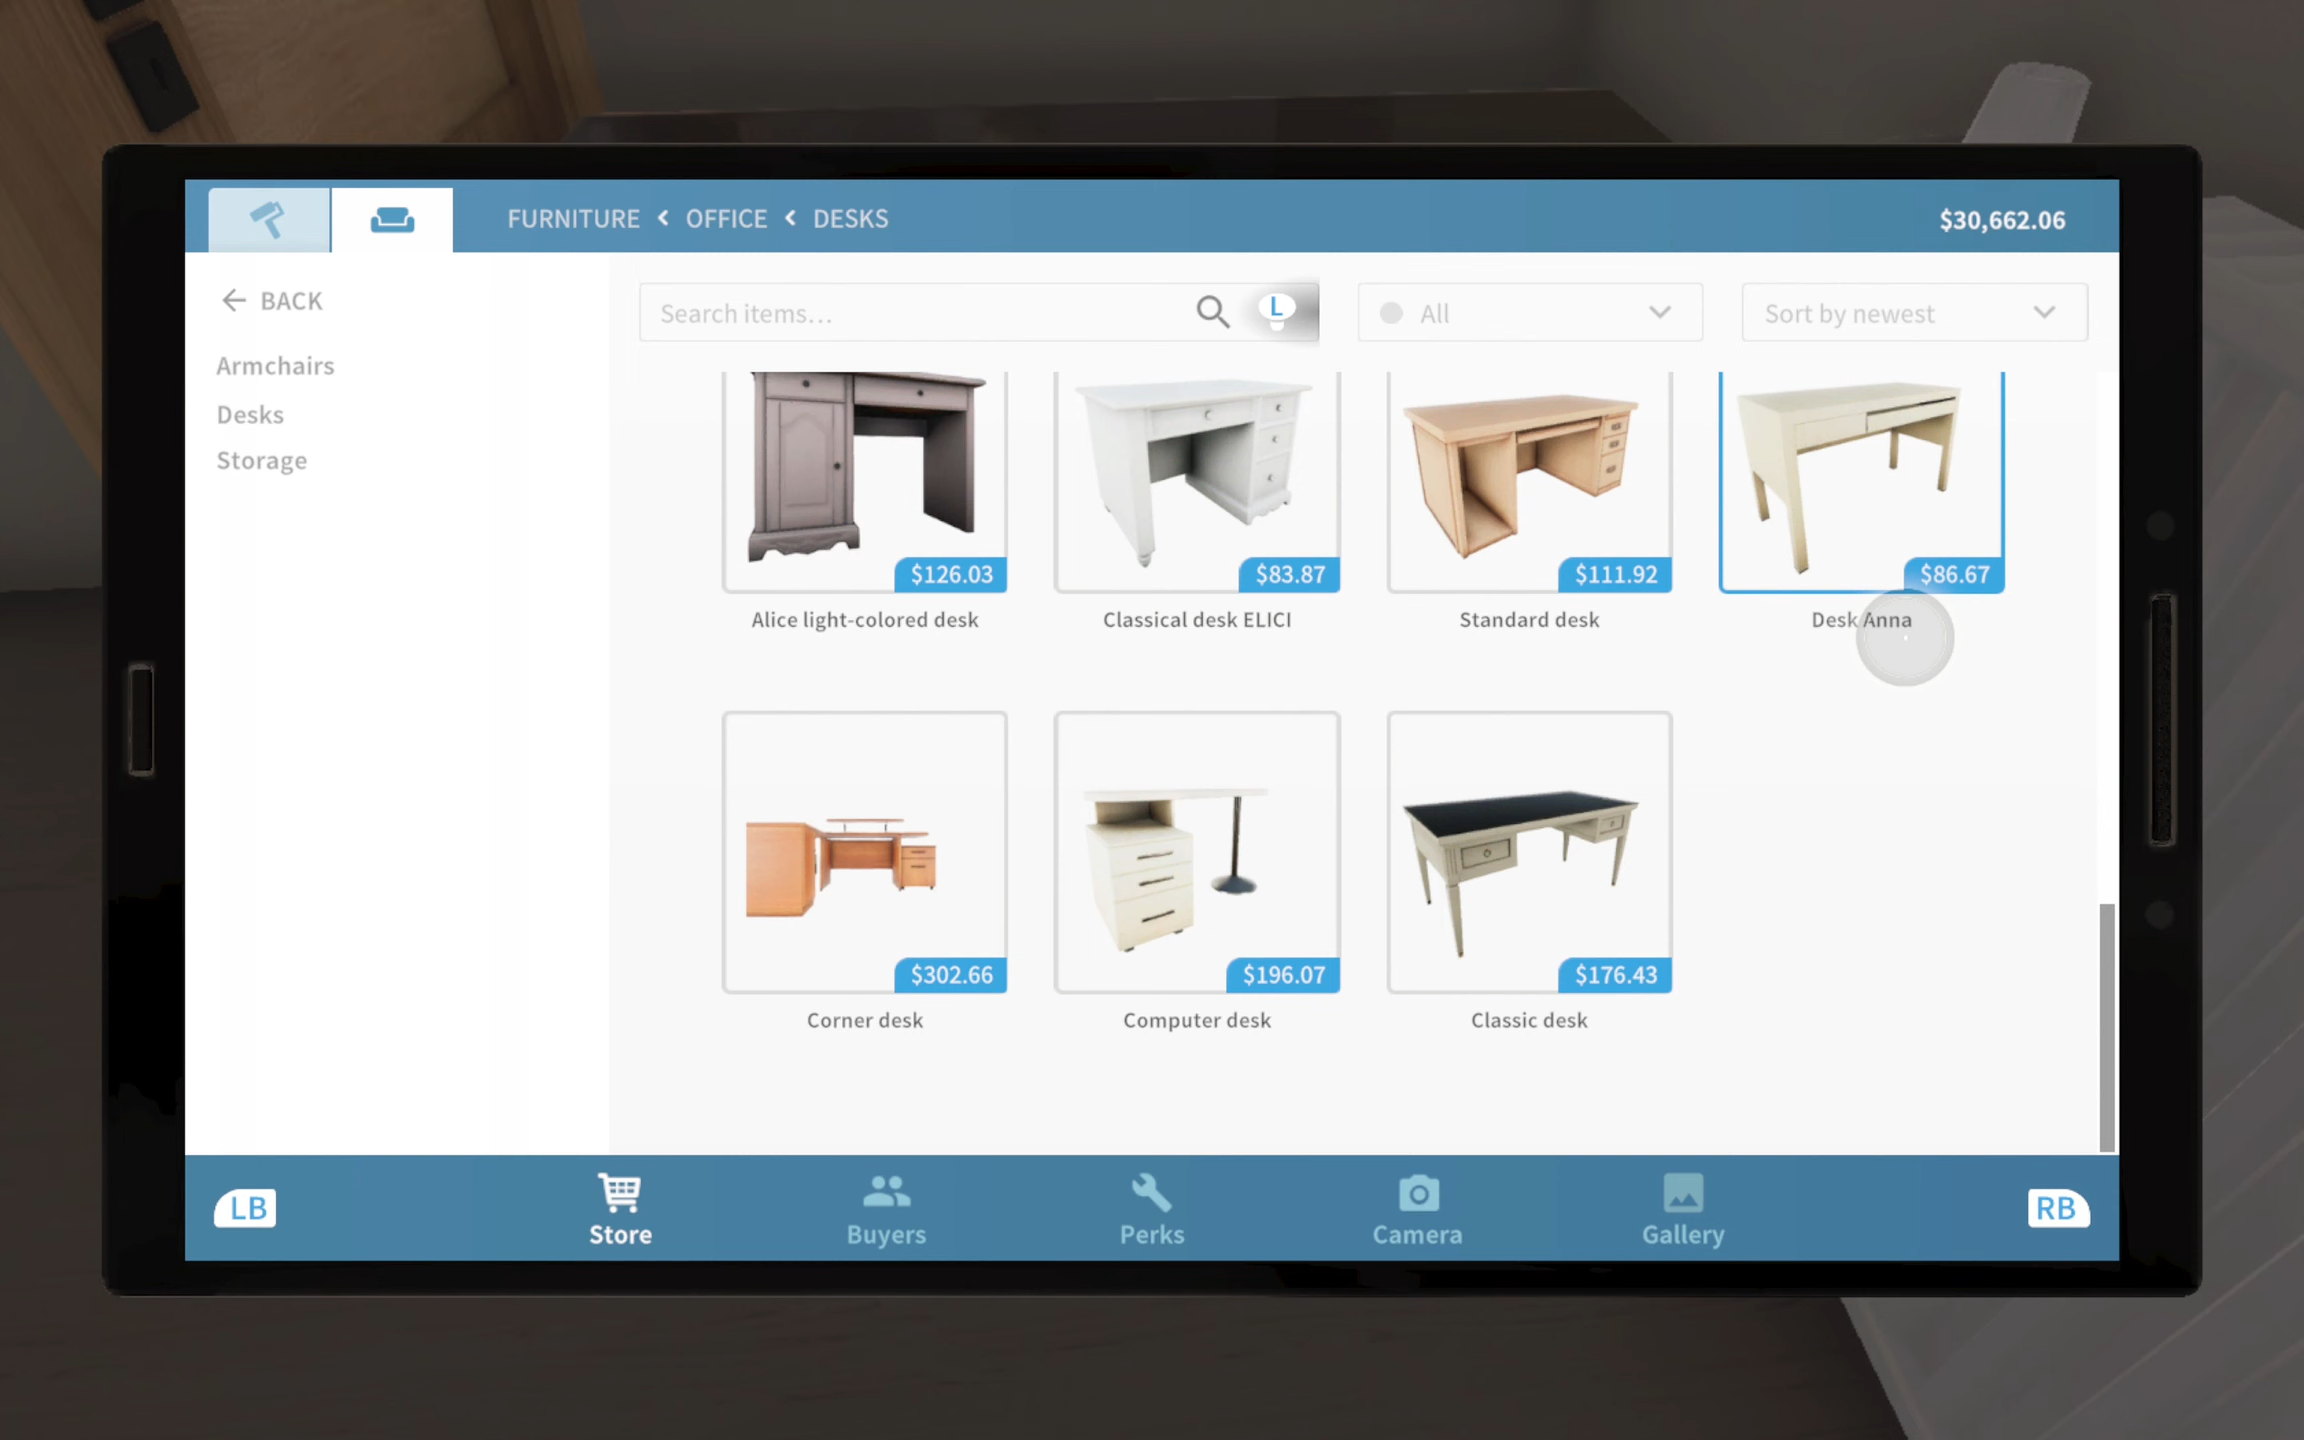 FURNITURE < OFFICE < DESKS
$30,662.06
BACK
Armchairs
Desks
Storage
Search items...
L
All
Sort by newest
$126.03
$83.87
$111.92
$86.67
Alice light-colored desk
Classical desk ELICI
Standard desk
Desk Anna
$302.66
$196.07
$176.43
Corner desk
Computer desk
Classic desk
LB
Store
Buyers
Perks
Camera
Gallery
RB